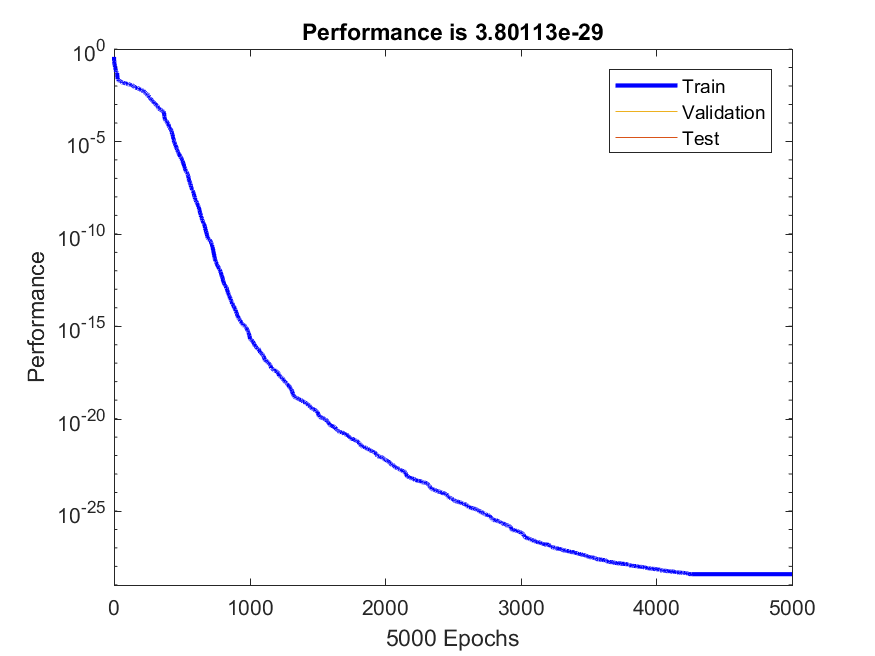 Performance is 3.80113e-29
10^0
10^-5
10^-10
10^-15
10^-20
10^-25
Performance
Train
Validation
Test
0 1000 2000 3000 4000 5000
5000 Epochs